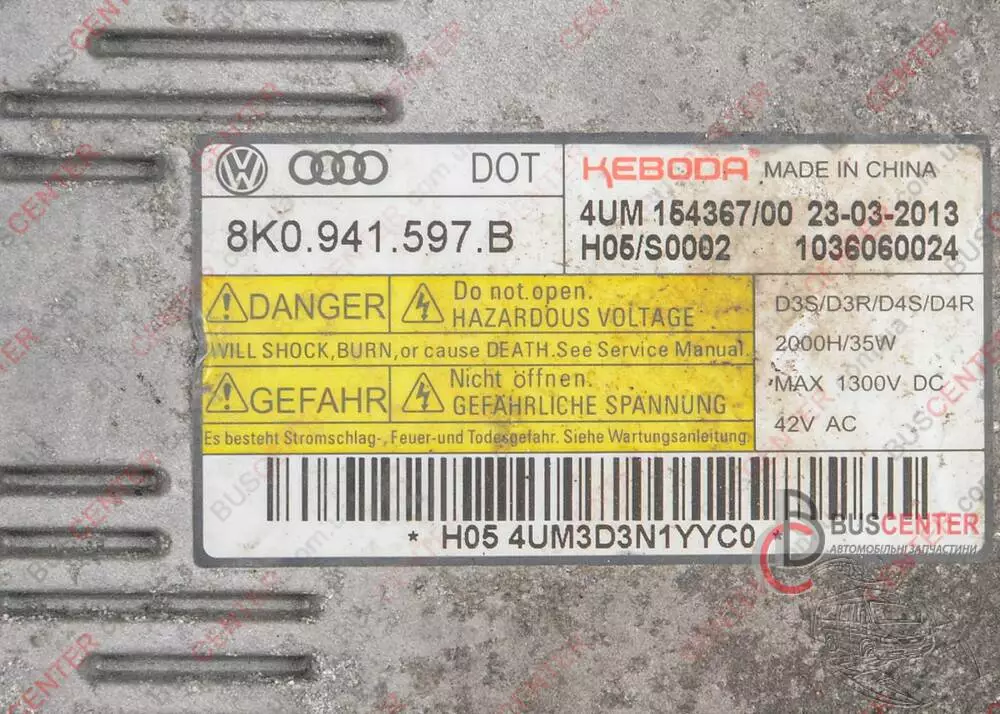 DOT
KEBODA MADE IN CHINA
8K0.941.597.B
4UM 154367/00 23-03-2013
H05/S0002 1036060024
DANGER
Do not open.
HAZARDOUS VOLTAGE
WILL SHOCK, BURN, or cause DEATH. See Service Manual.
GEFAHR
Nicht öffnen.
GEFÄHRLICHE SPANNUNG
Es besteht Stromschlag-, Feuer-und Todesgefahr. Siehe Wartungsanleitung.
D3S/D3R/D4S/D4R
2000H/35W
MAX 1300V DC
42V AC
* H05 4UM3D3N1YYC0 *
BUSCENTER
АВТОМОБІЛЬНІ ЗАПЧАСТИНИ